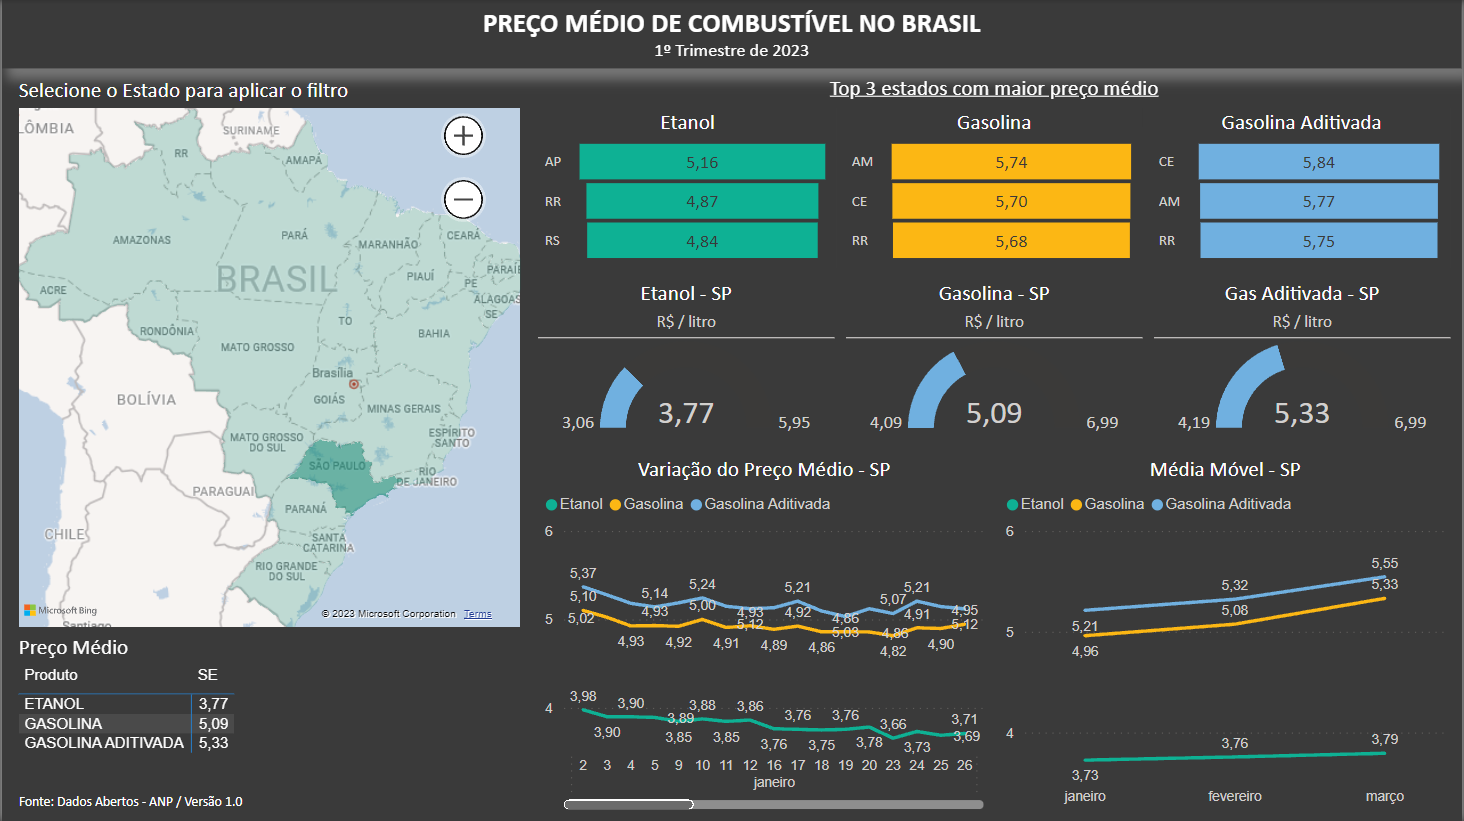 PREÇO MÉDIO DE COMBUSTÍVEL NO BRASIL
1º Trimestre de 2023
Selecione o Estado para aplicar o filtro
LÔMBIA
SURINAME
RR
AMAPÁ
AMAZONAS
PARÁ
MARANHÃO
CEARÁ
BRASIL
PIAUÍ
PARAÍB
PE
ALAGOAS
SE
ACRE
RONDÔNIA
TO
BAHIA
MATO GROSSO
Brasília
GOIÁS
BOLÍVIA
MINAS GERAIS
MATO GROSSO
DO SUL
ESPÍRITO
SANTO
SÃO PAULO
RIO
DE JANEIRO
PARAGUAI
PARANÁ
CHILE
SANTA
CATARINA
RIO GRANDE
DO SUL
Santiago
Microsoft Bing
© 2023 Microsoft Corporation Terms
Preço Médio
Produto SE
ETANOL 3,77
GASOLINA 5,09
GASOLINA ADITIVADA 5,33
Fonte: Dados Abertos - ANP / Versão 1.0
Top 3 estados com maior preço médio
Etanol
AP 5,16
RR 4,87
RS 4,84
Gasolina
AM 5,74
CE 5,70
RR 5,68
Gasolina Aditivada
CE 5,84
AM 5,77
RR 5,75
Etanol - SP
R$ / litro
3,06 3,77 5,95
Gasolina - SP
R$ / litro
4,09 5,09 6,99
Gas Aditivada - SP
R$ / litro
4,19 5,33 6,99
Variação do Preço Médio - SP
Etanol Gasolina Gasolina Aditivada
6
5,37 5,14 5,24 5,21 5,07 5,21
5,10 4,93 5,00 4,93 4,92 4,66 4,86 4,91 4,95
5 5,02 5,12 5,03 5,12
4,93 4,92 4,91 4,89 4,86 4,82 4,90
3,98 3,90 3,88 3,86 3,76 3,76 3,66 3,71
4 3,89
3,90 3,85 3,85 3,76 3,75 3,78 3,73 3,69
2 3 4 5 9 10 11 12 16 17 18 19 20 23 24 25 26
janeiro
Média Móvel - SP
Etanol Gasolina Gasolina Aditivada
6
5,55
5,32 5,33
5,21 5,08
5
4,96
4
3,76 3,79
3,73
janeiro fevereiro março